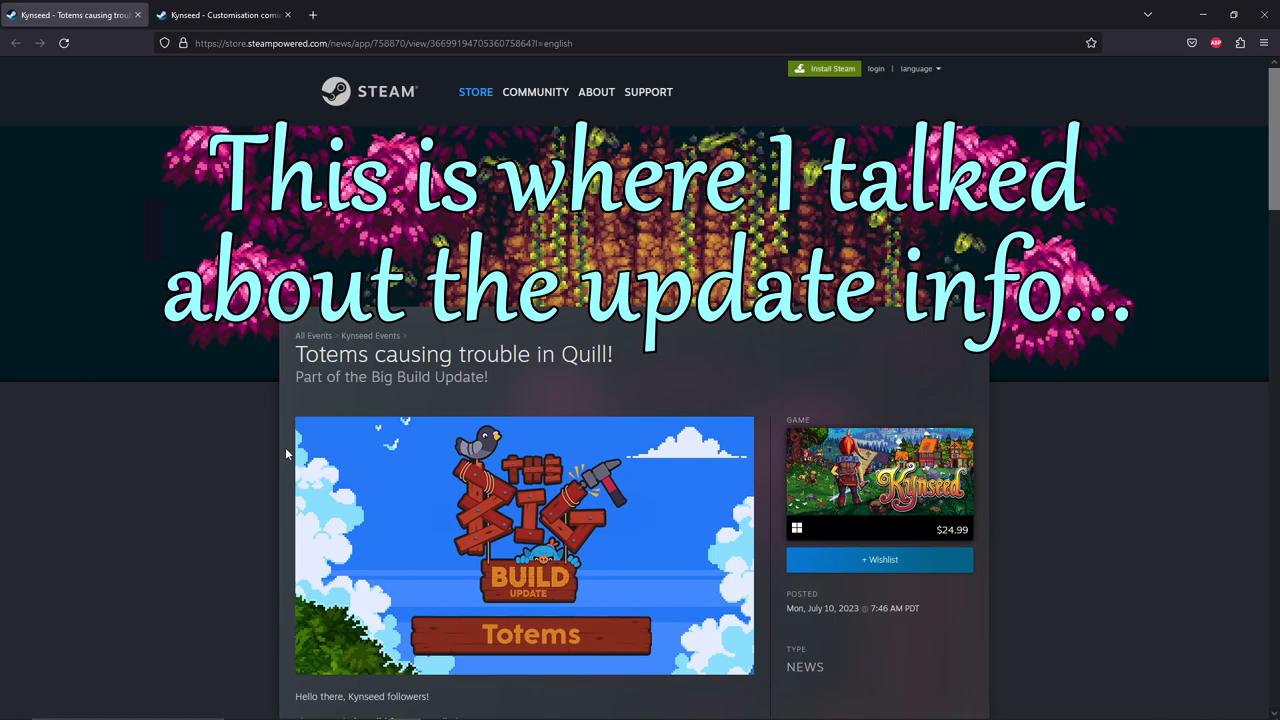 Kynseed - Totems causing trou
Kynseed - Customisation comi
https://store.steampowered.com/news/app/758870/view/3669919470536075864?l=english
ABP
Install Steam
login
language
STEAM
STORE
COMMUNITY
ABOUT
SUPPORT
This is where I talked
about the update info...
All Events > Kynseed Events >
Totems causing trouble in Quill!
Part of the Big Build Update!
THE
BIG
BUILD
UPDATE
Totems
GAME
Kynseed
$24.99
+ Wishlist
POSTED
Mon, July 10, 2023 @ 7:46 AM PDT
TYPE
NEWS
Hello there, Kynseed followers!